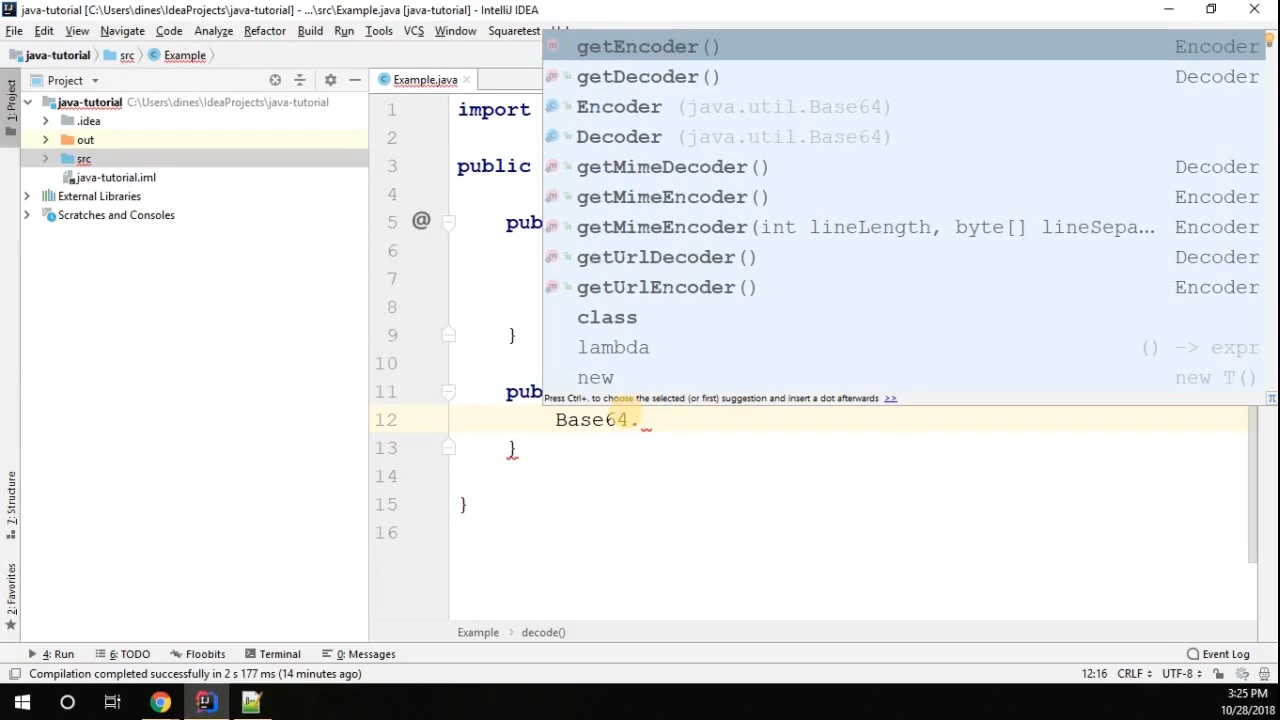 java-tutorial [C:\Users\dines\IdeaProjects\java-tutorial] - ...\src\Example.java [java-tutorial] - IntelliJ IDEA
File Edit View Navigate Code Analyze Refactor Build Run Tools VCS Window Squaretest
java-tutorial src Example
Project
Example.java
1: Project
java-tutorial C:\Users\dines\IdeaProjects\java-tutorial
.idea
out
src
java-tutorial.iml
External Libraries
Scratches and Consoles
7: Structure
2: Favorites
1 import
2
3 public
4
5 @ pub
6
7
8
9 }
10
11 pub
12 Base64.
13 }
14
15 }
16
getEncoder() Encoder
getDecoder() Decoder
Encoder (java.util.Base64)
Decoder (java.util.Base64)
getMimeDecoder() Decoder
getMimeEncoder() Encoder
getMimeEncoder(int lineLength, byte[] lineSepa... Encoder
getUrlDecoder() Decoder
getUrlEncoder() Encoder
class
lambda () -> expr
new new T()
Press Ctrl+. to choose the selected (or first) suggestion and insert a dot afterwards >> π
Example decode()
4: Run 6: TODO Floobits Terminal 0: Messages Event Log
Compilation completed successfully in 2 s 177 ms (14 minutes ago) 12:16 CRLF UTF-8
3:25 PM
10/28/2018